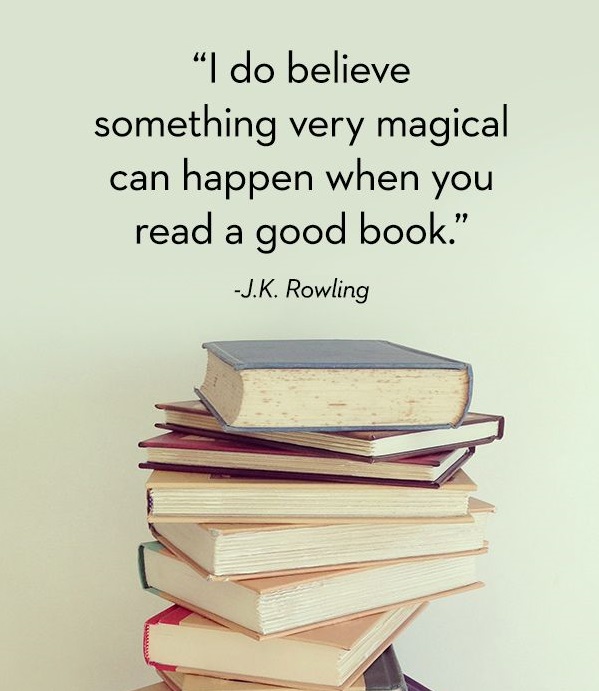 “I do believe
something very magical
can happen when you
read a good book.”
-J.K. Rowling